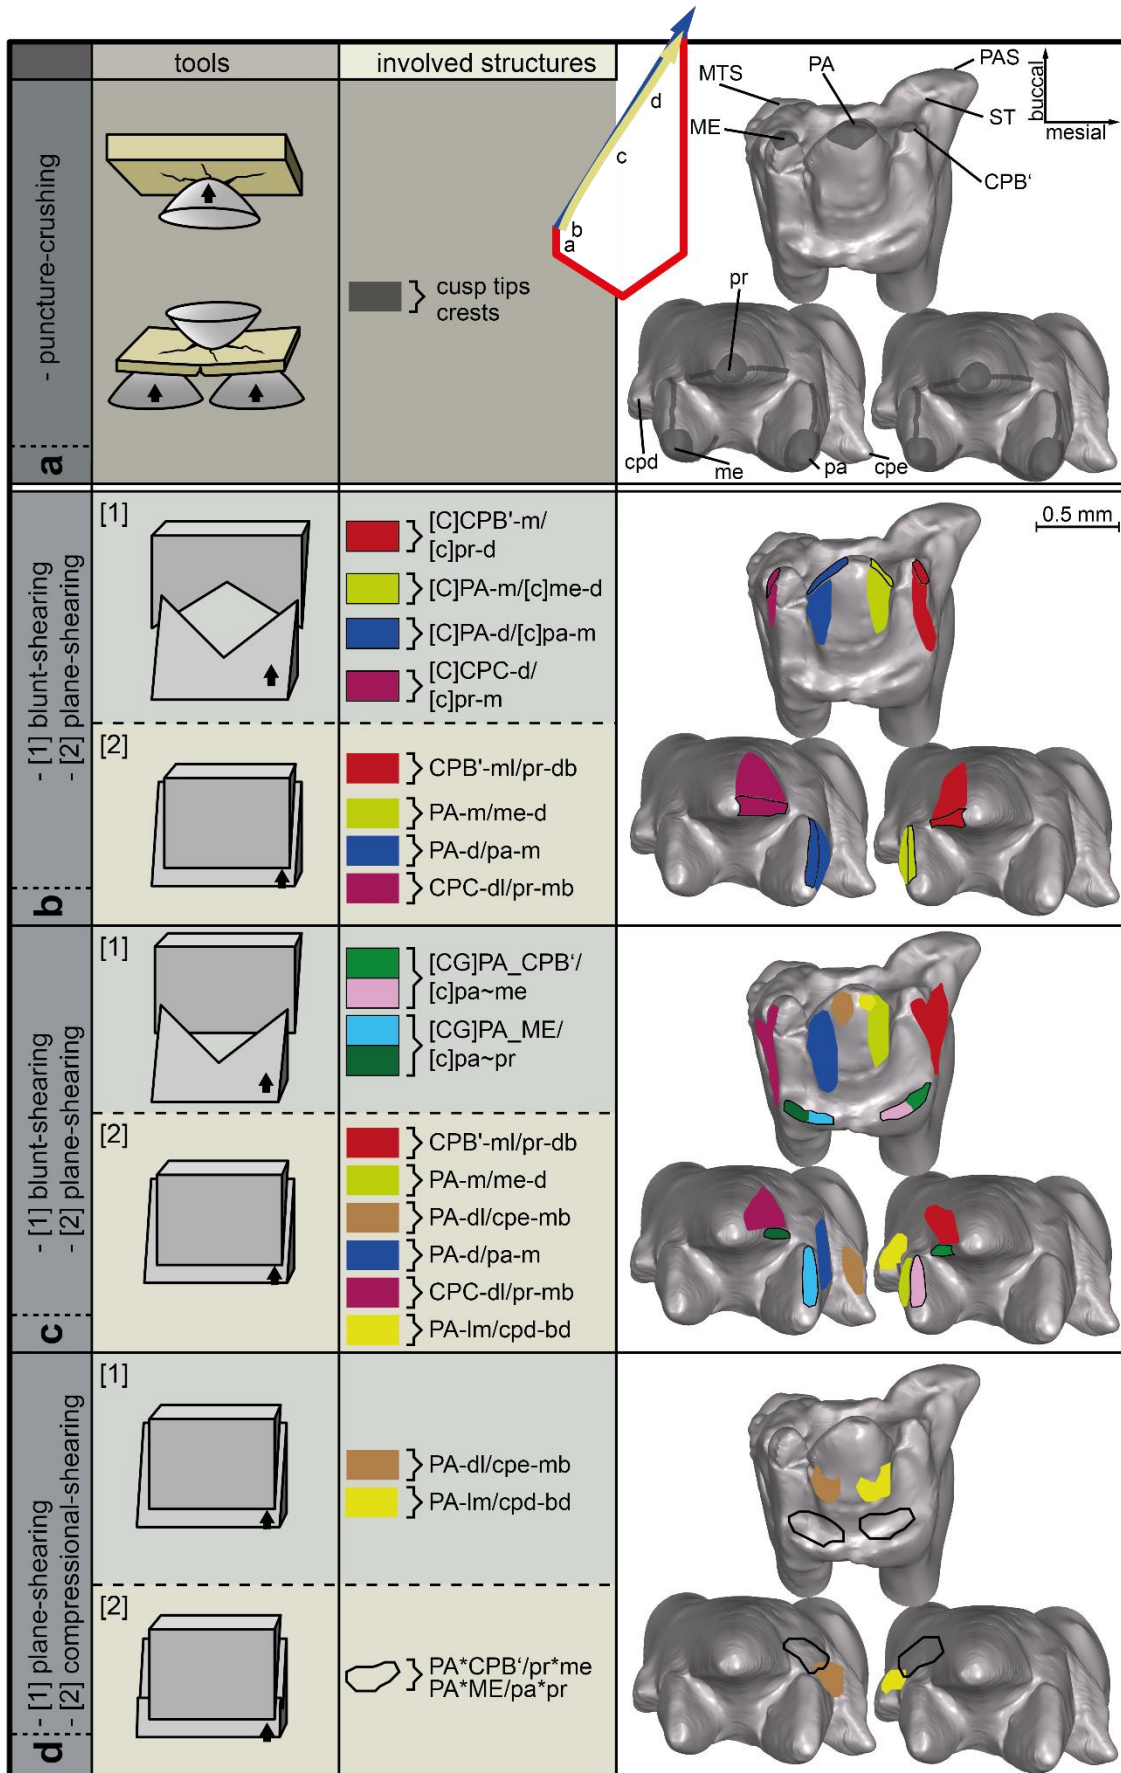 tools
involved structures
a
b
c
d
MTS
PA
PAS
ME
ST
CPB‘
buccal
mesial
- puncture-crushing
a
cusp tips
crests
pr
cpd
me
pa
cpe
- [1] blunt-shearing
- [2] plane-shearing
b
[1]
[C]CPB'-m/
[c]pr-d
[C]PA-m/[c]me-d
[C]PA-d/[c]pa-m
[C]CPC-d/
[c]pr-m
0.5 mm
[2]
CPB'-ml/pr-db
PA-m/me-d
PA-d/pa-m
CPC-dl/pr-mb
- [1] blunt-shearing
- [2] plane-shearing
c
[1]
[CG]PA_CPB‘/
[c]pa~me
[CG]PA_ME/
[c]pa~pr
[2]
CPB'-ml/pr-db
PA-m/me-d
PA-dl/cpe-mb
PA-d/pa-m
CPC-dl/pr-mb
PA-lm/cpd-bd
- [1] plane-shearing
- [2] compressional-shearing
d
[1]
PA-dl/cpe-mb
PA-lm/cpd-bd
[2]
PA*CPB‘/pr*me
PA*ME/pa*pr